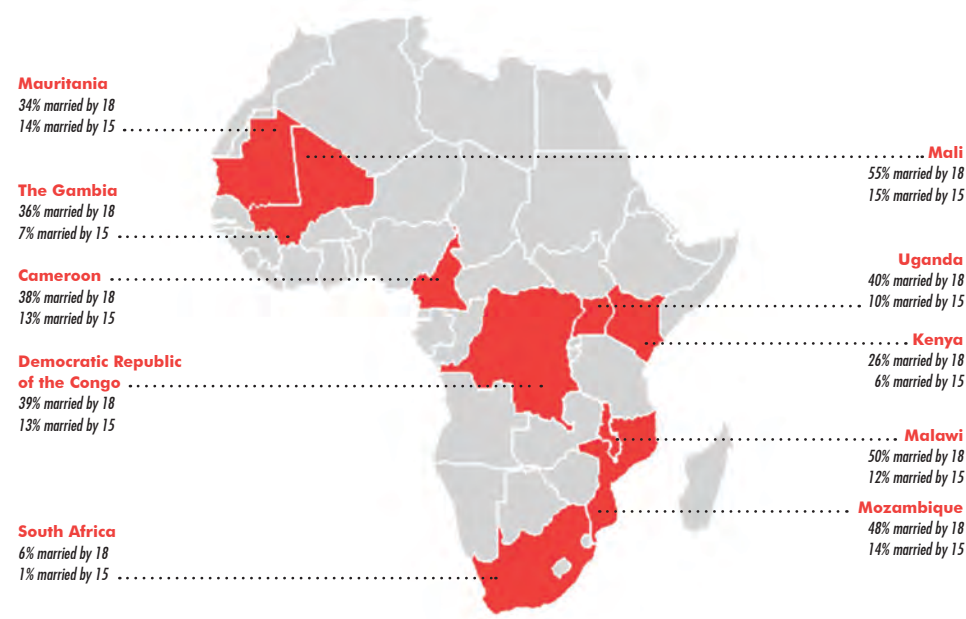 Mauritania
34% married by 18
14% married by 15
The Gambia
36% married by 18
7% married by 15
Cameroon
38% married by 18
13% married by 15
Democratic Republic
of the Congo
39% married by 18
13% married by 15
South Africa
6% married by 18
1% married by 15
Mali
55% married by 18
15% married by 15
Uganda
40% married by 18
10% married by 15
Kenya
26% married by 18
6% married by 15
Malawi
50% married by 18
12% married by 15
Mozambique
48% married by 18
14% married by 15